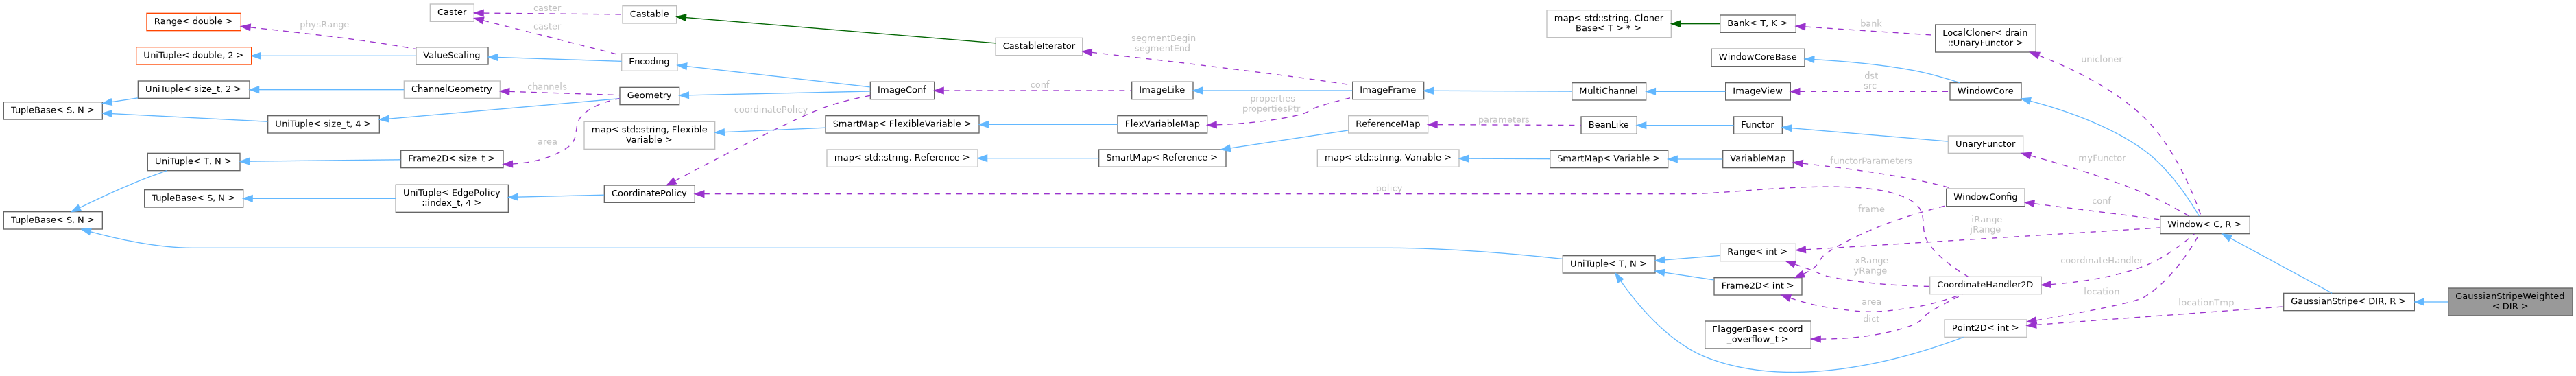 Range< double >
UniTuple< double, 2 >
UniTuple< size_t, 2 >
TupleBase< S, N >
UniTuple< size_t, 4 >
UniTuple< T, N >
TupleBase< S, N >
TupleBase< S, N >
physRange
Caster
caster
caster
Castable
ValueScaling
Encoding
ChannelGeometry
channels
Geometry
area
Frame2D< size_t >
UniTuple< EdgePolicy
::index_t, 4 >
map< std::string, Flexible
Variable >
CoordinatePolicy
coordinatePolicy
ImageConf
conf
SmartMap< FlexibleVariable >
map< std::string, Reference >
CastableIterator
segmentBegin
segmentEnd
ImageLike
FlexVariableMap
SmartMap< Reference >
properties
propertiesPtr
ImageFrame
ReferenceMap
parameters
map< std::string, Variable >
policy
map< std::string, Cloner
Base< T > * >
Bank< T, K >
bank
LocalCloner< drain
::UnaryFunctor >
unicloner
WindowCoreBase
MultiChannel
ImageView
dst
src
WindowCore
BeanLike
Functor
UnaryFunctor
SmartMap< Variable >
VariableMap
functorParameters
myFunctor
WindowConfig
conf
frame
iRange
jRange
Window< C, R >
UniTuple< T, N >
Range< int >
Frame2D< int >
xRange
yRange
coordinateHandler
CoordinateHandler2D
area
dict
location
locationTmp
FlaggerBase< coord
_overflow_t >
Point2D< int >
GaussianStripe< DIR, R >
GaussianStripeWeighted
< DIR >